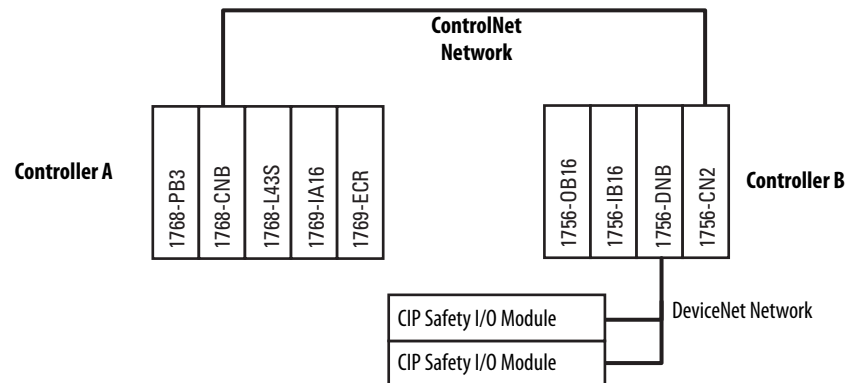 ControlNet
Network
Controller A
1768-PB3
1768-CNB
1768-L43S
1769-IA16
1769-ECR
1756-OB16
1756-IB16
1756-DNB
1756-CN2
Controller B
CIP Safety I/O Module
DeviceNet Network
CIP Safety I/O Module